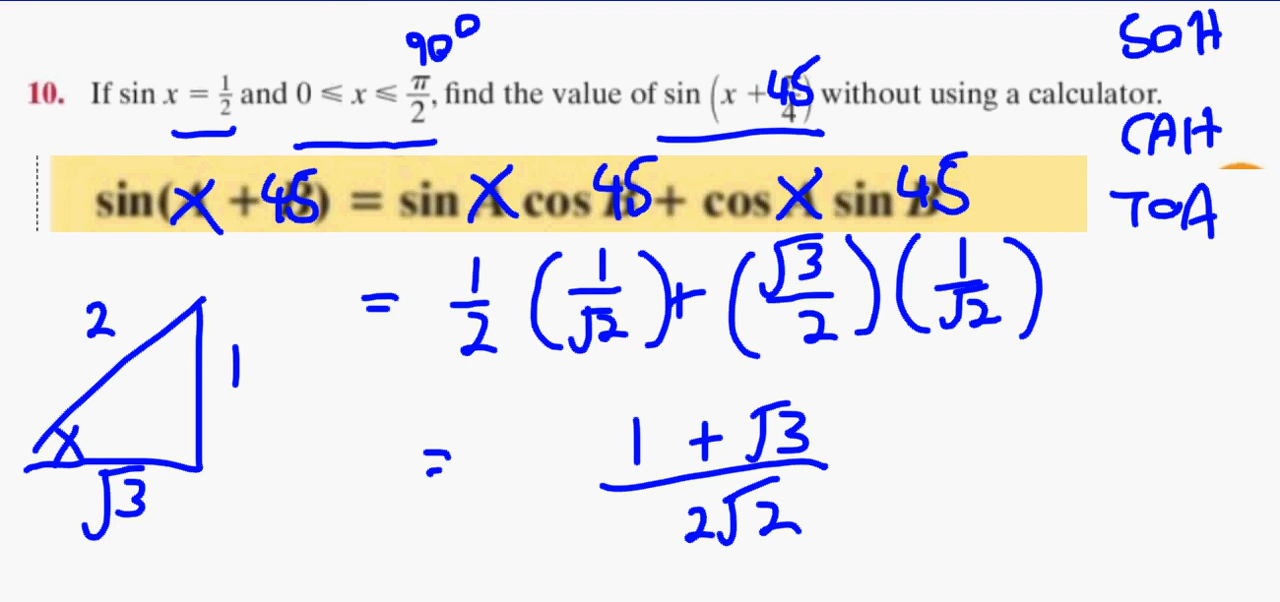 90°
10. If sin x = 1/2 and 0 ≤ x ≤ π/2, find the value of sin (x + 45) without using a calculator.
SOH
CAH
TOA
sin(x + 45) = sin x cos 45 + cos x sin 45
= 1/2 (1/√2) + (√3/2) (1/√2)
2
1
x
√3
= (1 + √3)/(2√2)